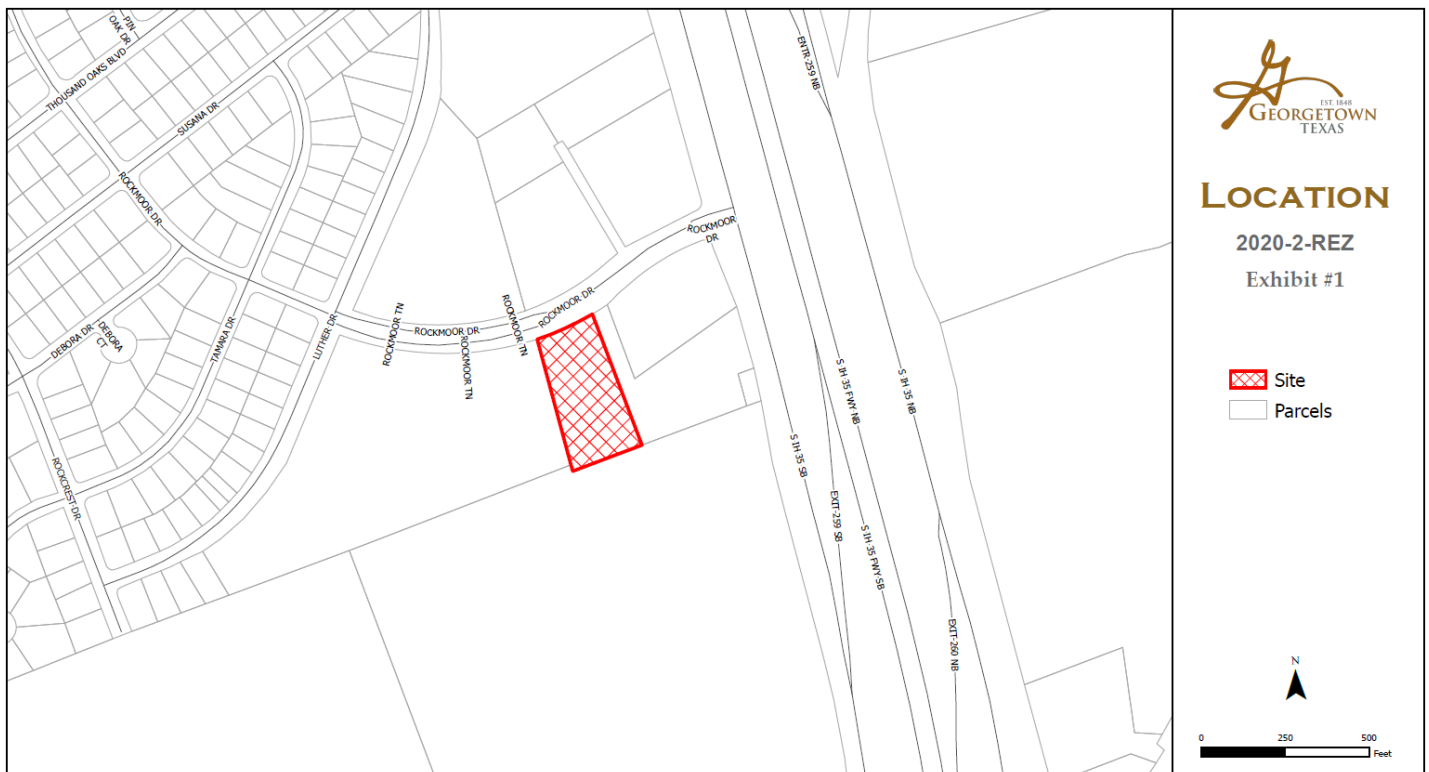 PIN
OAK DR
THOUSAND OAKS BLVD
SUSANA DR
ROCKMOOR DR
DEBORA DR
DEBORA
CT
TAMARA DR
LUTHER DR
ROCKCREST DR
ROCKMOOR TN
ROCKMOOR DR
ROCKMOOR TN
ROCKMOOR TN
ROCKMOOR DR
ROCKMOOR
DR
ENTR-259 NB
S IH 35 SB
S IH 35 FWY NB
S IH 35 NB
EXIT-259 SB
S IH 35 FWY SB
EXIT-260 NB
EST. 1848
GEORGETOWN
TEXAS
LOCATION
2020-2-REZ
Exhibit #1
Site
Parcels
N
0 250 500
Feet